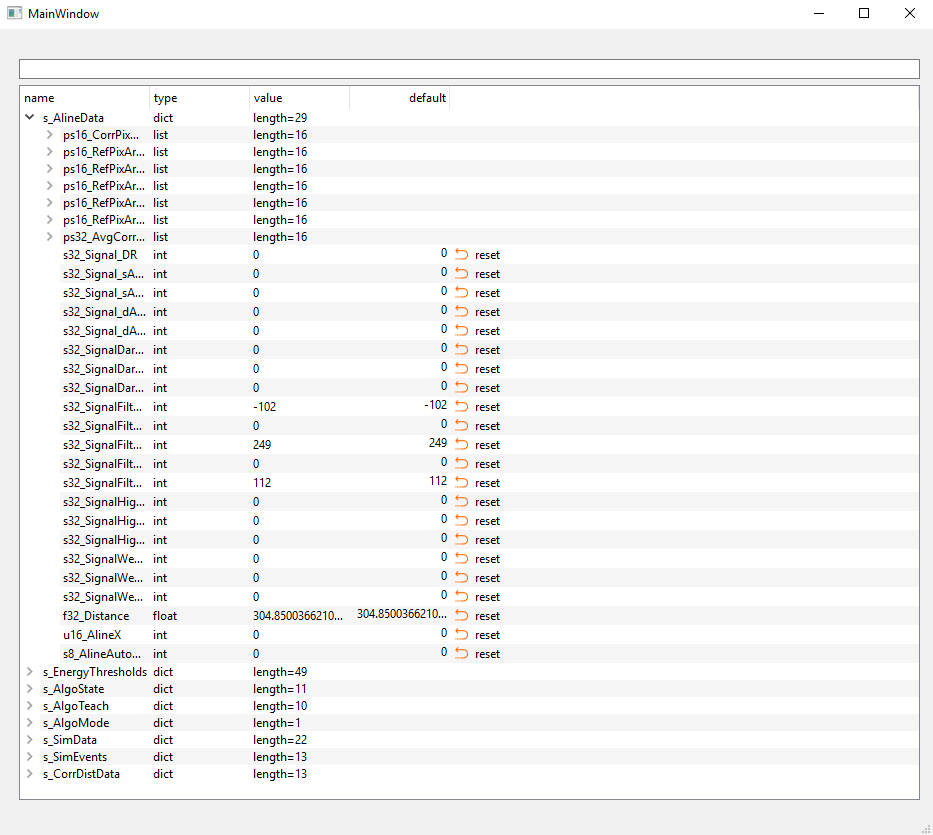 MainWindow
name type value default
s_AlineData dict length=29
ps16_CorrPix... list length=16
ps16_RefPixAr... list length=16
ps16_RefPixAr... list length=16
ps16_RefPixAr... list length=16
ps16_RefPixAr... list length=16
ps16_RefPixAr... list length=16
ps32_AvgCorr... list length=16
s32_Signal_DR int 0 0 reset
s32_Signal_sA... int 0 0 reset
s32_Signal_sA... int 0 0 reset
s32_Signal_dA... int 0 0 reset
s32_Signal_dA... int 0 0 reset
s32_SignalDar... int 0 0 reset
s32_SignalDar... int 0 0 reset
s32_SignalDar... int 0 0 reset
s32_SignalFilt... int -102 -102 reset
s32_SignalFilt... int 0 0 reset
s32_SignalFilt... int 249 249 reset
s32_SignalFilt... int 0 0 reset
s32_SignalFilt... int 112 112 reset
s32_SignalHig... int 0 0 reset
s32_SignalHig... int 0 0 reset
s32_SignalHig... int 0 0 reset
s32_SignalWe... int 0 0 reset
s32_SignalWe... int 0 0 reset
s32_SignalWe... int 0 0 reset
f32_Distance float 304.8500366210... 304.8500366210... reset
u16_AlineX int 0 0 reset
s8_AlineAuto... int 0 0 reset
s_EnergyThresholds dict length=49
s_AlgoState dict length=11
s_AlgoTeach dict length=10
s_AlgoMode dict length=1
s_SimData dict length=22
s_SimEvents dict length=13
s_CorrDistData dict length=13